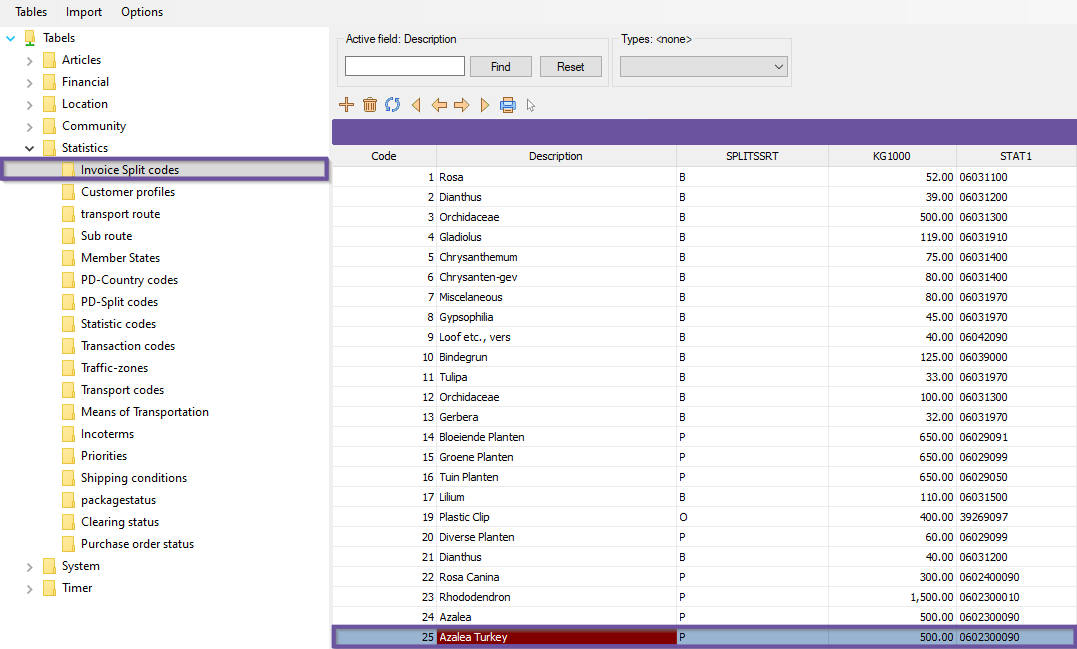 Tables Import Options
Tabels
Articles
Financial
Location
Community
Statistics
Invoice Split codes
Customer profiles
transport route
Sub route
Member States
PD-Country codes
PD-Split codes
Statistic codes
Transaction codes
Traffic-zones
Transport codes
Means of Transportation
Incoterms
Priorities
Shipping conditions
packagestatus
Clearing status
Purchase order status
System
Timer
Active field: Description
Find Reset
Types: <none>
Code Description SPLITSSRT KG1000 STAT1
1 Rosa B 52.00 06031100
2 Dianthus B 39.00 06031200
3 Orchidaceae B 500.00 06031300
4 Gladiolus B 119.00 06031910
5 Chrysanthemum B 75.00 06031400
6 Chrysanten-gev B 80.00 06031400
7 Miscelaneous B 80.00 06031970
8 Gypsophilia B 45.00 06031970
9 Loof etc., vers B 40.00 06042090
10 Bindegrun B 125.00 06039000
11 Tulipa B 33.00 06031970
12 Orchidaceae B 100.00 06031300
13 Gerbera B 32.00 06031970
14 Bloeiende Planten P 650.00 06029091
15 Groene Planten P 650.00 06029099
16 Tuin Planten P 650.00 06029050
17 Lilium B 110.00 06031500
19 Plastic Clip O 400.00 39269097
20 Diverse Planten P 60.00 06029099
21 Dianthus B 40.00 06031200
22 Rosa Canina P 300.00 0602400090
23 Rhododendron P 1,500.00 0602300010
24 Azalea P 500.00 0602300090
25 Azalea Turkey P 500.00 0602300090